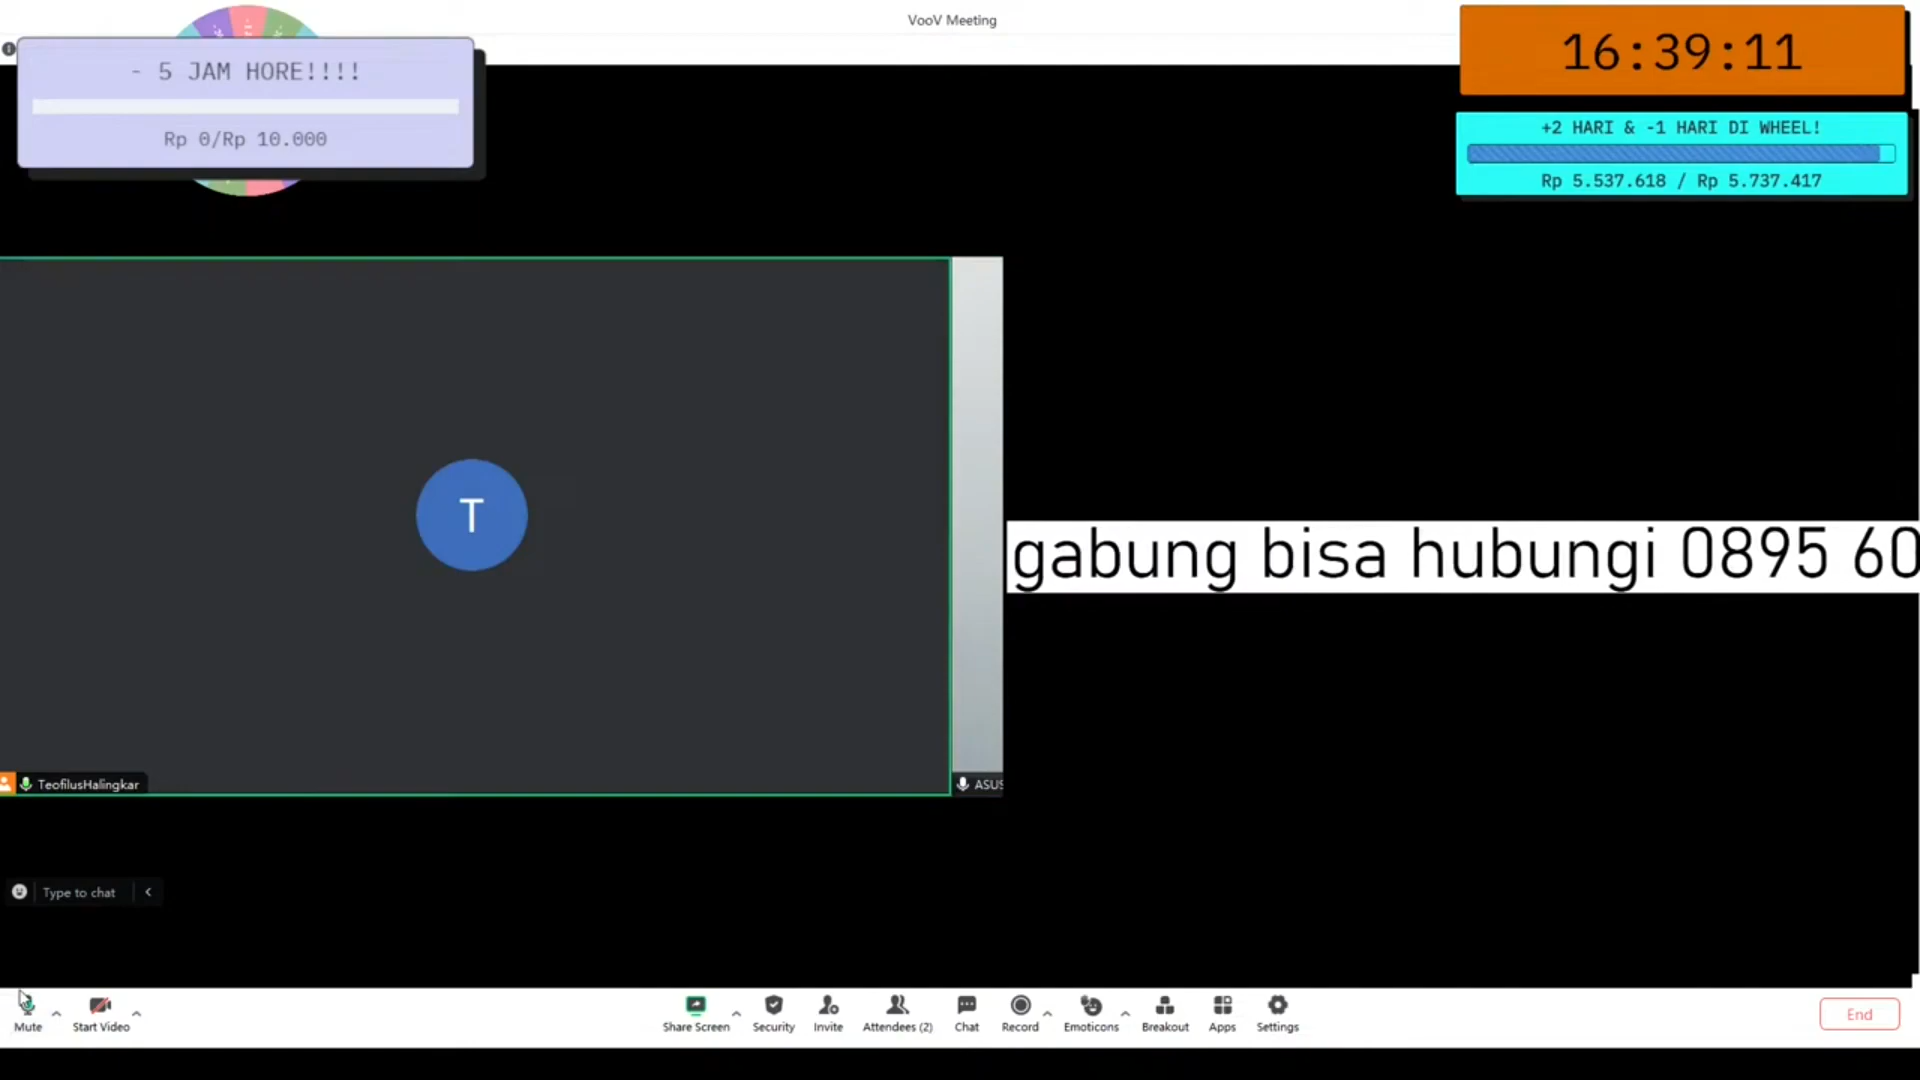 VooV Meeting
- 5 JAM HORE!!!!
Rp 0/Rp 10.000
16:39:11
+2 HARI & -1 HARI DI WHEEL!
Rp 5.537.618 / Rp 5.737.417
T
gabung bisa hubungi 0895 60
TeofilusHalingkar
ASUS
Type to chat
Mute
Start Video
Share Screen
Security
Invite
Attendees (2)
Chat
Record
Emoticons
Breakout
Apps
Settings
End